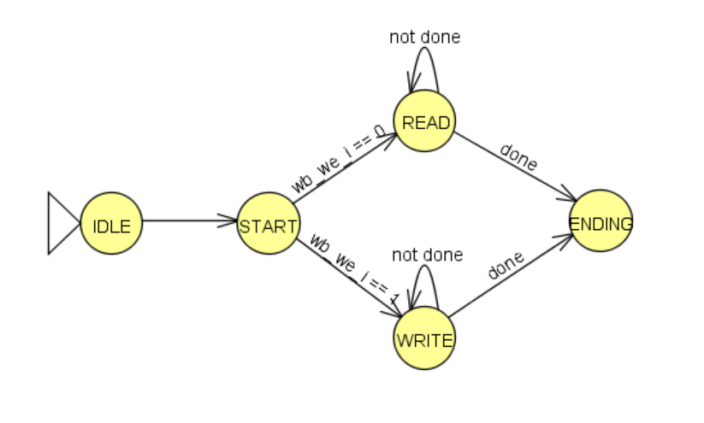 not done
READ
wb_we_i == 0
done
IDLE
START
ENDING
wb_we_i == 1
not done
done
WRITE